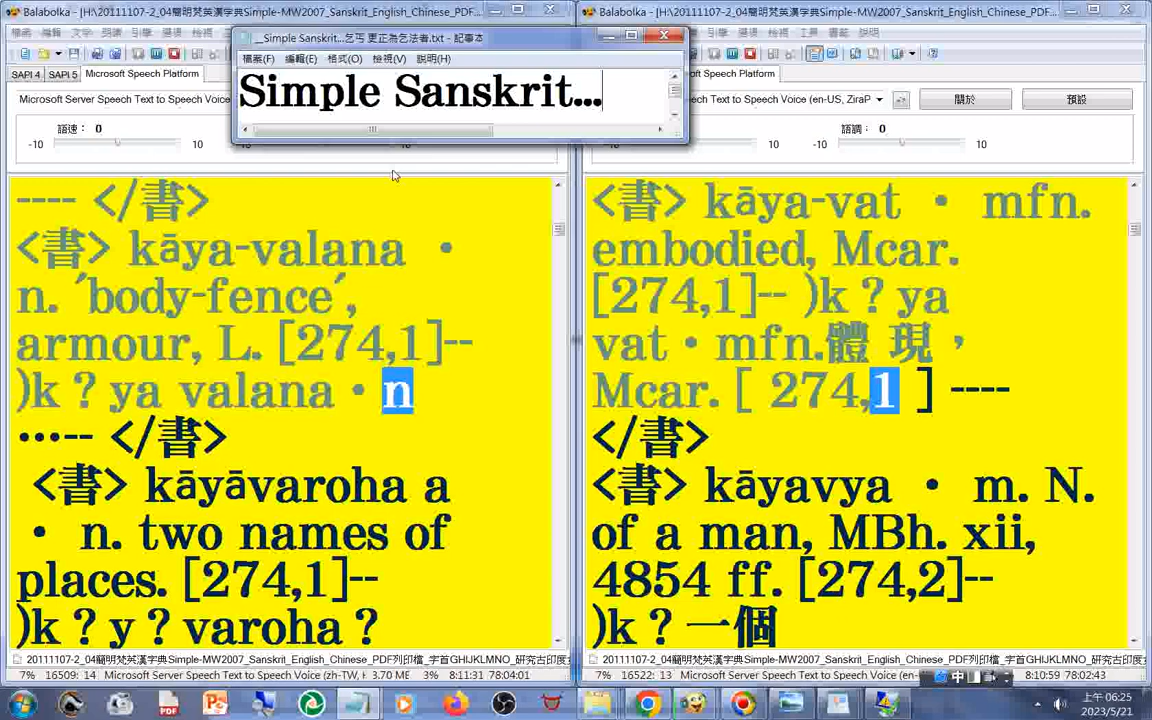 Balabolka - [H:\20111107-2_04簡明梵英漢字典Simple-MW2007_Sanskrit_English_Chinese_PDF...
Balabolka - [H:\20111107-2_04簡明梵英漢字典Simple-MW2007_Sanskrit_English_Chinese_PDF...
__Simple Sanskrit...乞丐 更正為乞法者.txt - 記事本
檔案(F) 編輯(E) 格式(O) 檢視(V) 說明(H)
Simple Sanskrit...
SAPI 4 SAPI 5 Microsoft Speech Platform
Speech Platform
Microsoft Server Speech Text to Speech Voice
t to Speech Voice (en-US, ZiraP
關於 預設
語速: 0
語調: 0
-10 10 10
-10 10
---- </書>
<書> kāya-valana •
n. ´body-fence´,
armour, L. [274,1]--
)k ? ya valana • n
…-- </書>
<書> kāyāvaroha a
• n. two names of
places. [274,1]--
)k ? y ? varoha ?
<書> kāya-vat • mfn.
embodied, Mcar.
[274,1]-- )k ? ya
vat • mfn.體 現，
Mcar. [ 274,1 ] ----
</書>
<書> kāyavya • m. N.
of a man, MBh. xii,
4854 ff. [274,2]--
)k ? 一個
20111107-2_04簡明梵英漢字典Simple-MW2007_Sanskrit_English_Chinese_PDF列印檔_字首GHIJKLMNO_研究古印度
20111107-2_04簡明梵英漢字典Simple-MW2007_Sanskrit_English_Chinese_PDF列印檔_字首GHIJKLMNO_研究古印度
7% 16509: 14 Microsoft Server Speech Text to Speech Voice (zh-TW, H 3.70 ME 3% 8:11:31 78:04:01
7% 16522: 13 Microsoft Server Speech Text to Speech Voice 8:10:59 78:02:43
中
PDF
上午 06:25
2023/5/21